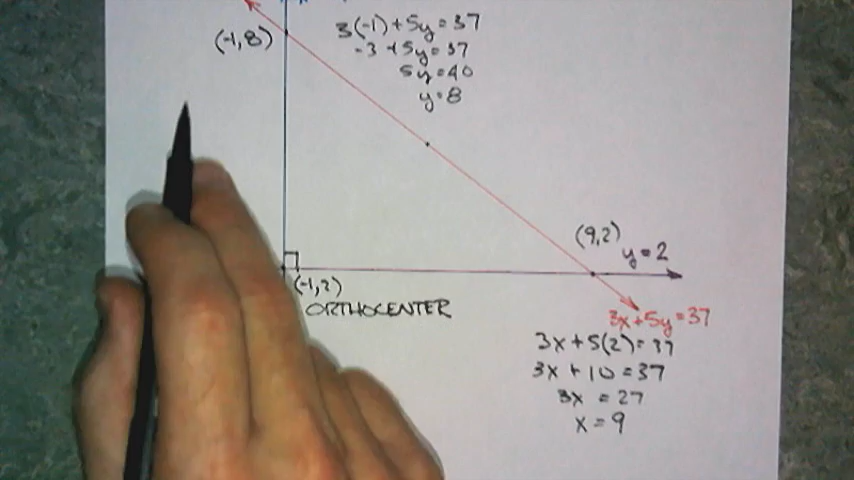 3(-1)+5y=37
(-1,8)
-3+5y=37
5y=40
y=8
(9,2)
y=2
(-1,2)
ORTHOCENTER
3x+5y=37
3x+5(2)=37
3x+10=37
3x=27
x=9